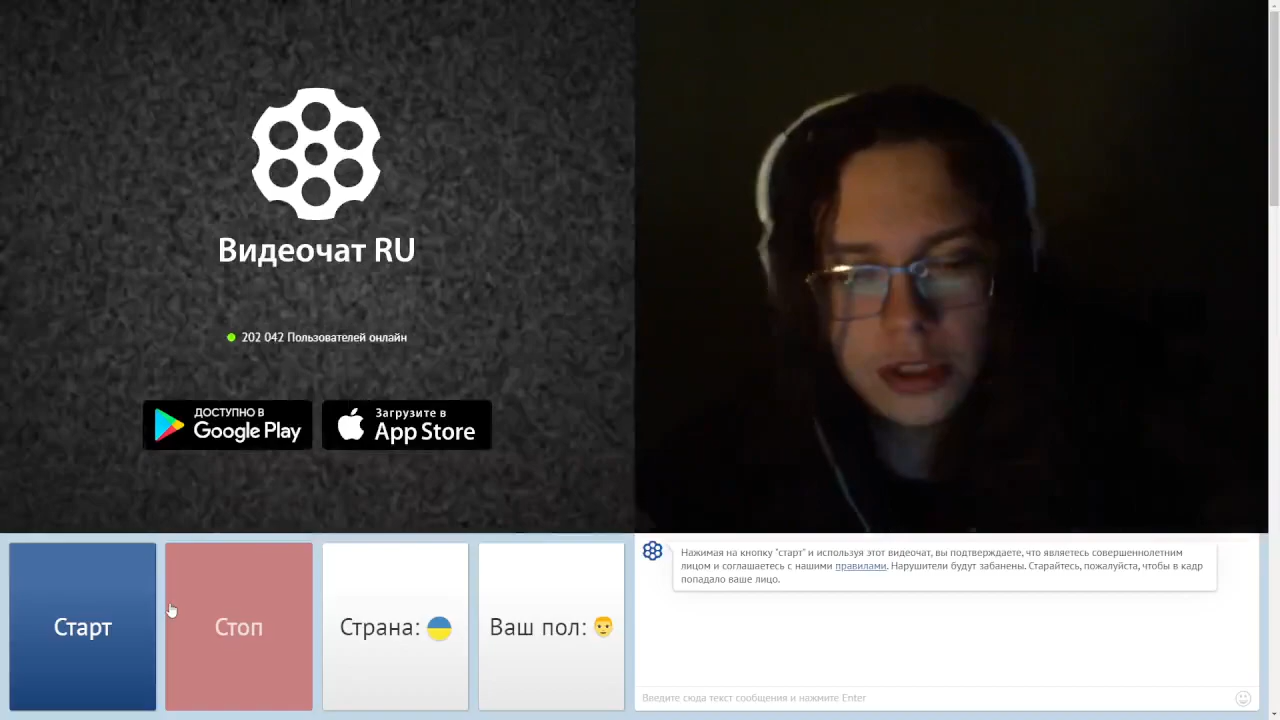 Видеочат RU
202 042 Пользователей онлайн
ДОСТУПНО В
Google Play
Загрузите в
App Store
Старт
Стоп
Страна:
Ваш пол:
Нажимая на кнопку "старт" и используя этот видеочат, вы подтверждаете, что являетесь совершеннолетним
лицом и соглашаетесь с нашими правилами. Нарушители будут забанены. Старайтесь, пожалуйста, чтобы в кадр
попадало ваше лицо.
Введите сюда текст сообщения и нажмите Enter